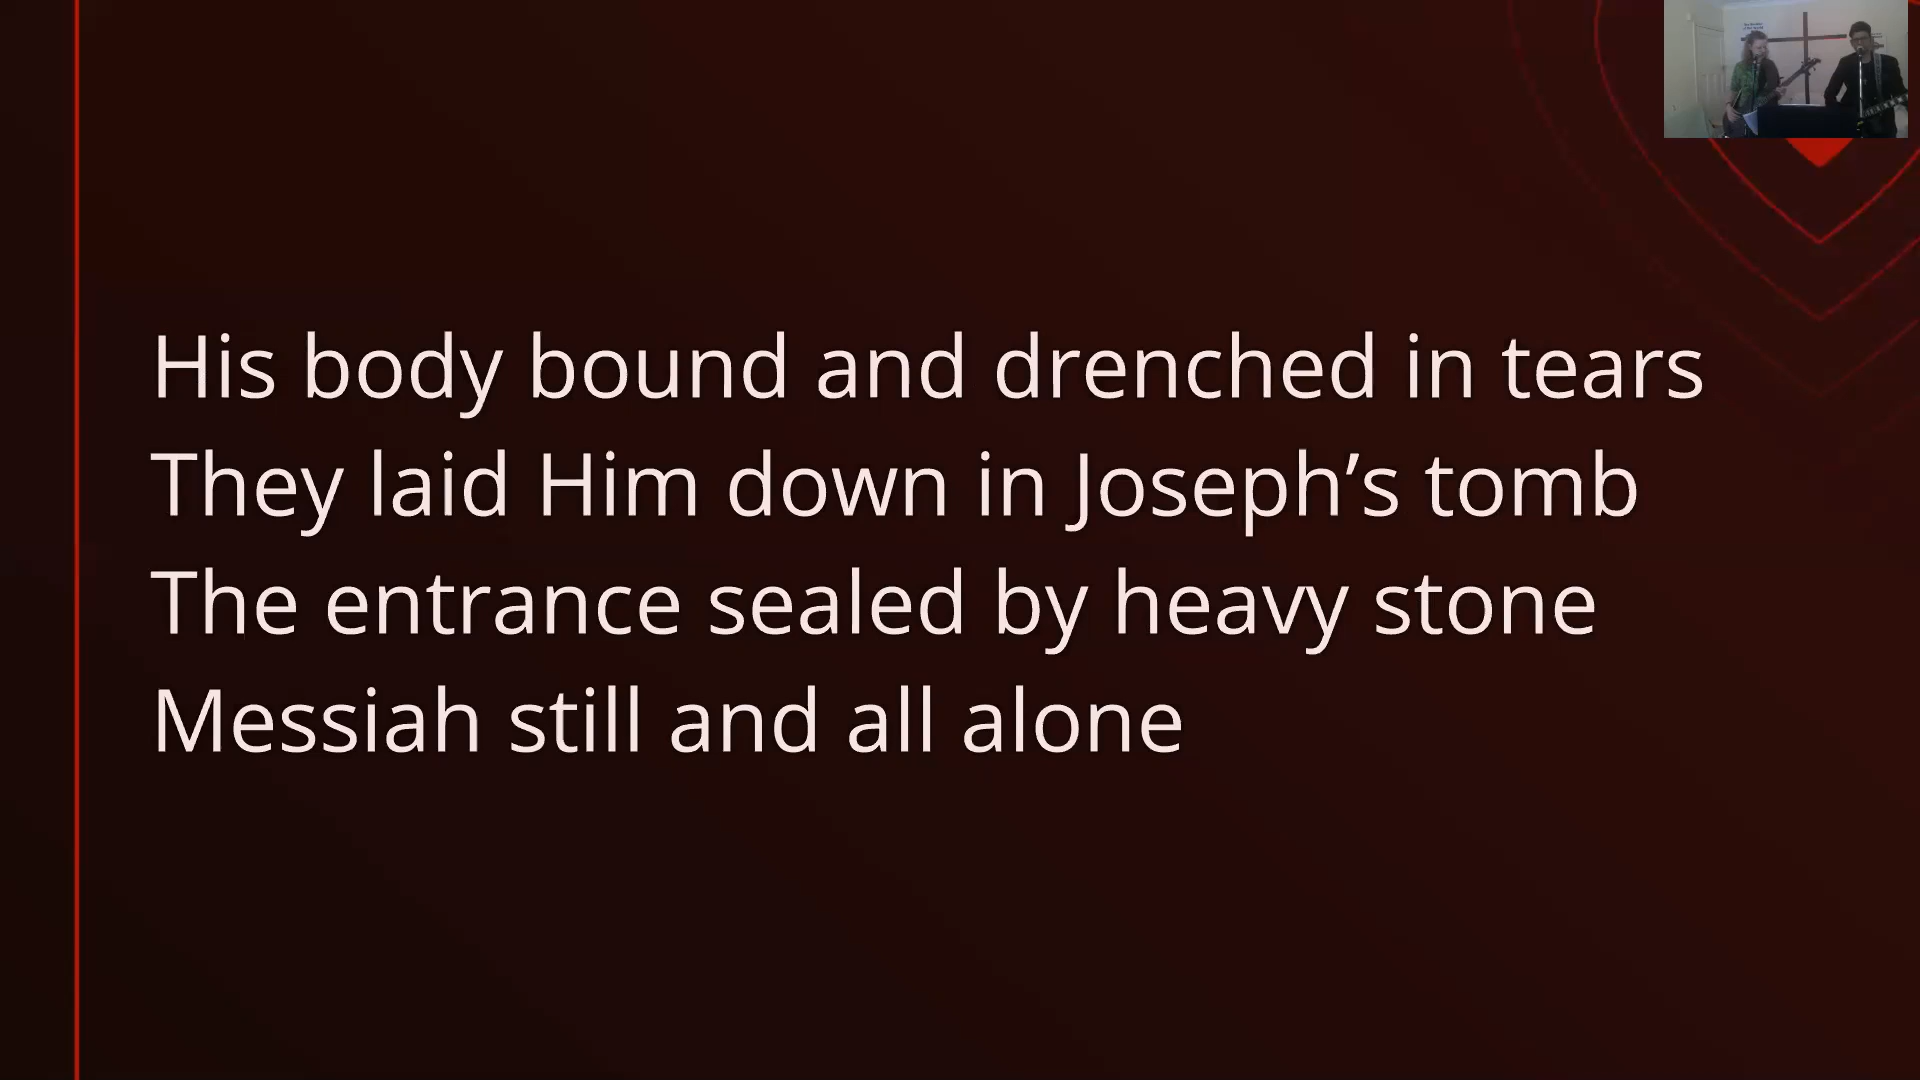 His body bound and drenched in tears
They laid Him down in Joseph’s tomb
The entrance sealed by heavy stone
Messiah still and all alone